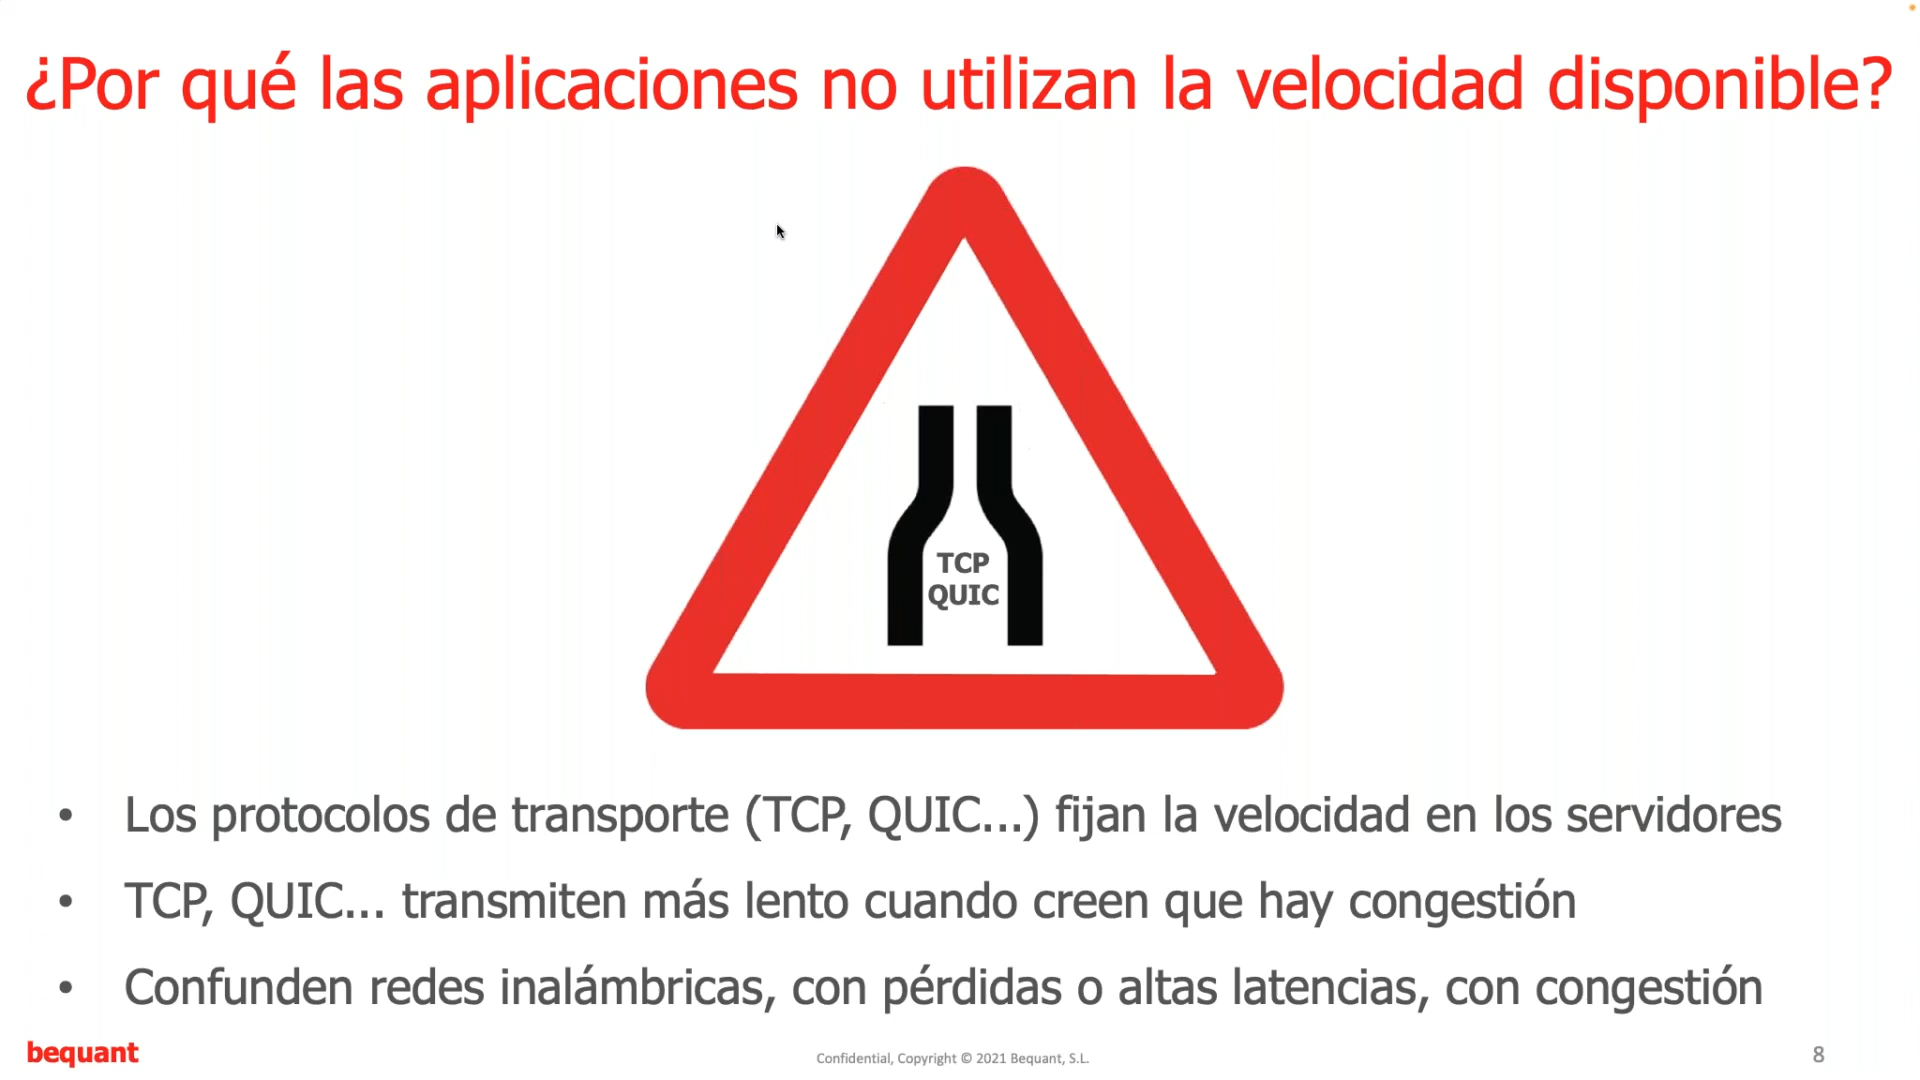 ¿Por qué las aplicaciones no utilizan la velocidad disponible?
TCP
QUIC
• Los protocolos de transporte (TCP, QUIC...) fijan la velocidad en los servidores
• TCP, QUIC... transmiten más lento cuando creen que hay congestión
• Confunden redes inalámbricas, con pérdidas o altas latencias, con congestión
bequant
Confidential, Copyright © 2021 Bequant, S.L.
8